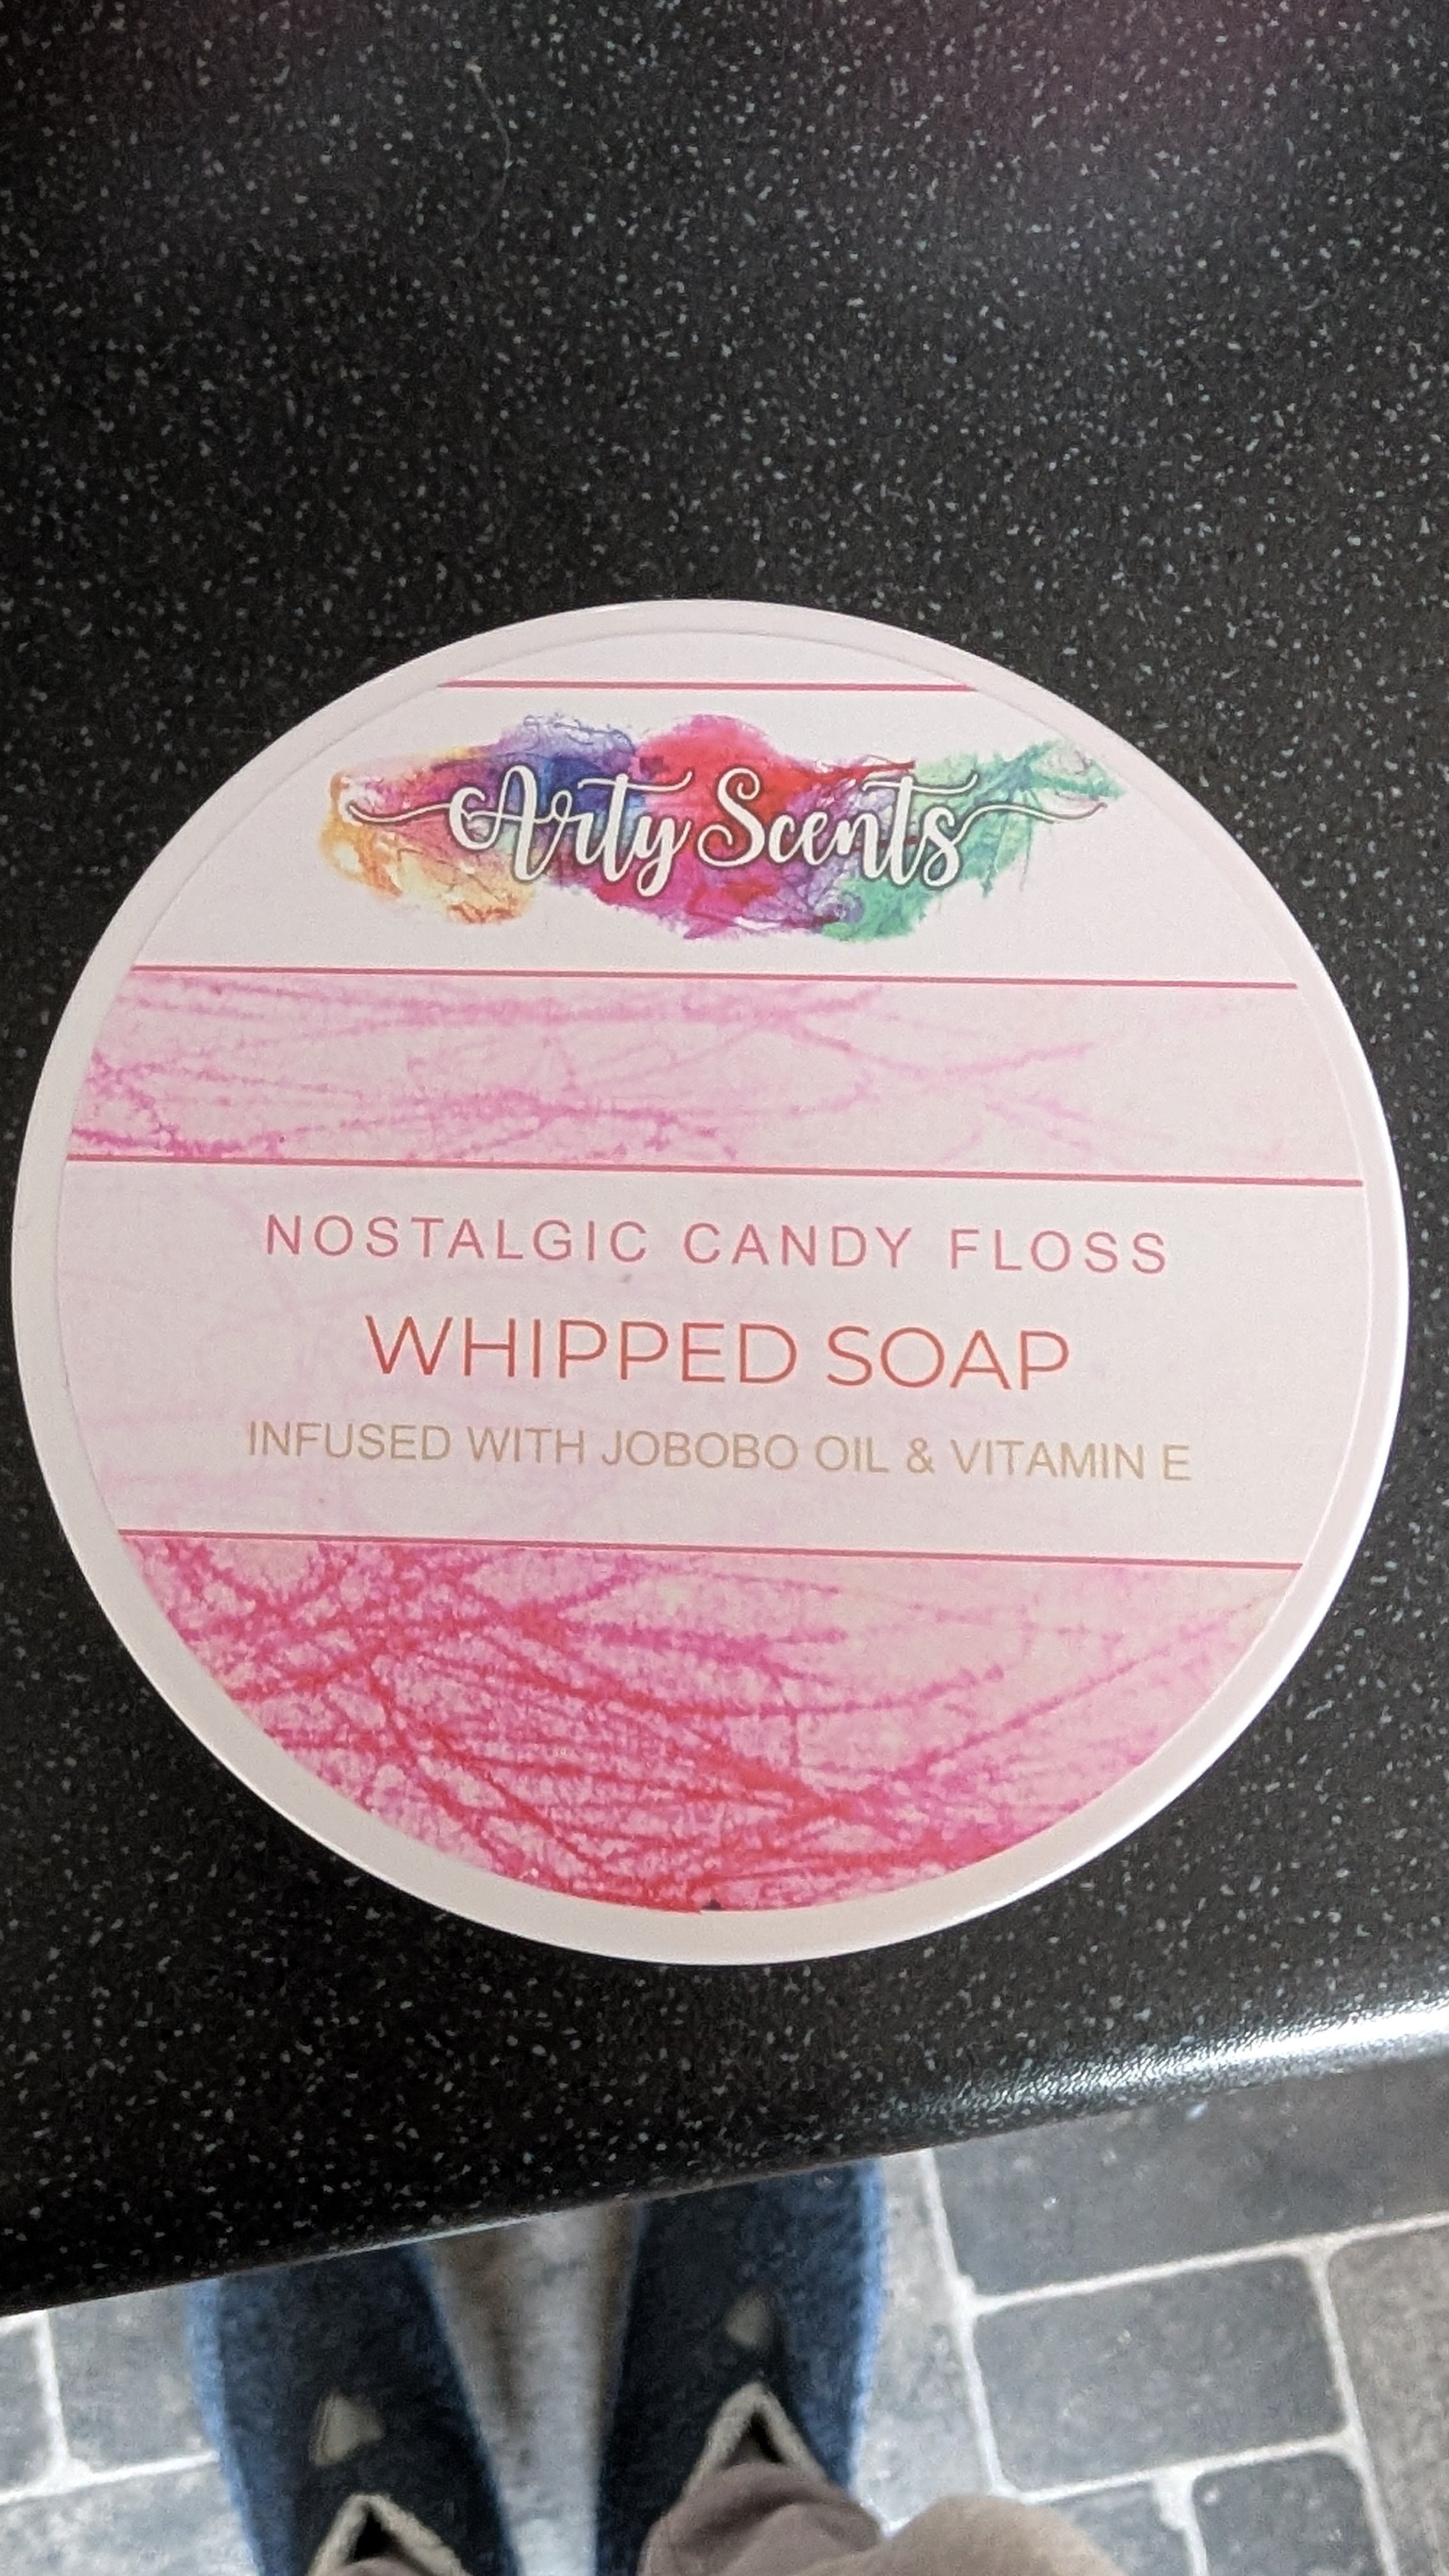 Arty Scents
NOSTALGIC CANDY FLOSS
WHIPPED SOAP
INFUSED WITH JOBOBO OIL & VITAMIN E